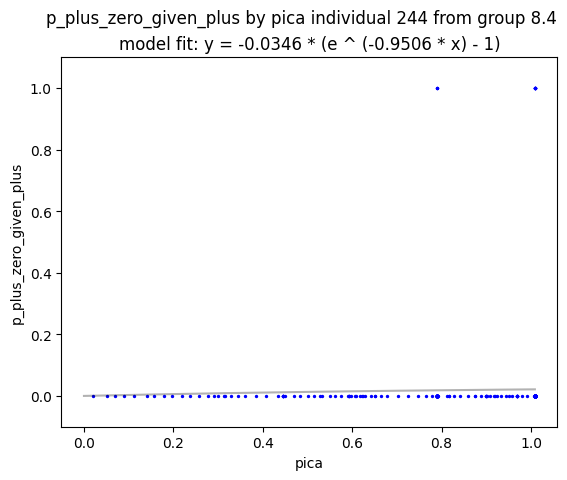 p_plus_zero_given_plus by pica individual 244 from group 8.4
model fit: y = -0.0346 * (e ^ (-0.9506 * x) - 1)
1.0
0.8
0.6
0.4
0.2
0.0
p_plus_zero_given_plus
0.0 0.2 0.4 0.6 0.8 1.0
pica